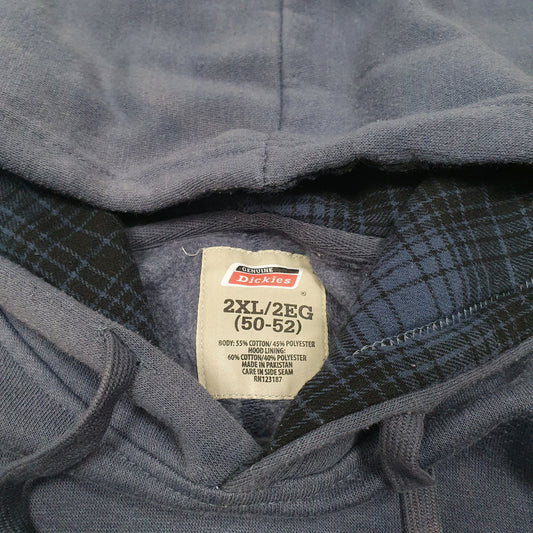 GENUINE
Dickies
®
2XL/2EG
(50-52)
BODY: 55% COTTON/ 45% POLYESTER
HOOD LINING:
60% COTTON/40% POLYESTER
MADE IN PAKISTAN
CARE IN SIDE SEAM
RN123187